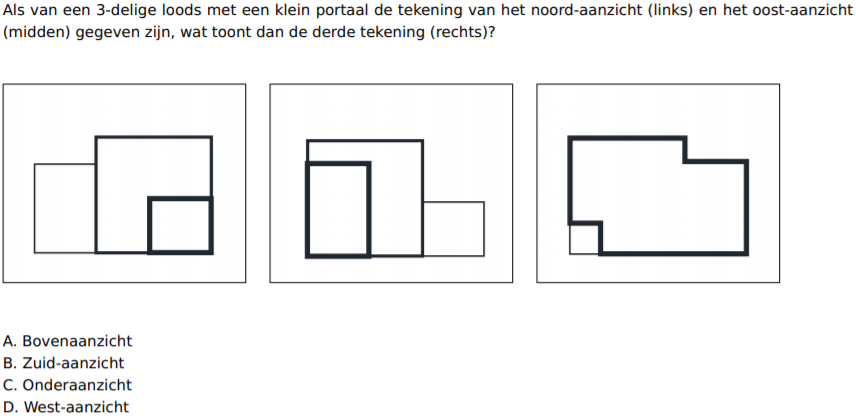 Als van een 3-delige loods met een klein portaal de tekening van het noord-aanzicht (links) en het oost-aanzicht
(midden) gegeven zijn, wat toont dan de derde tekening (rechts)?
A. Bovenaanzicht
B. Zuid-aanzicht
C. Onderaanzicht
D. West-aanzicht